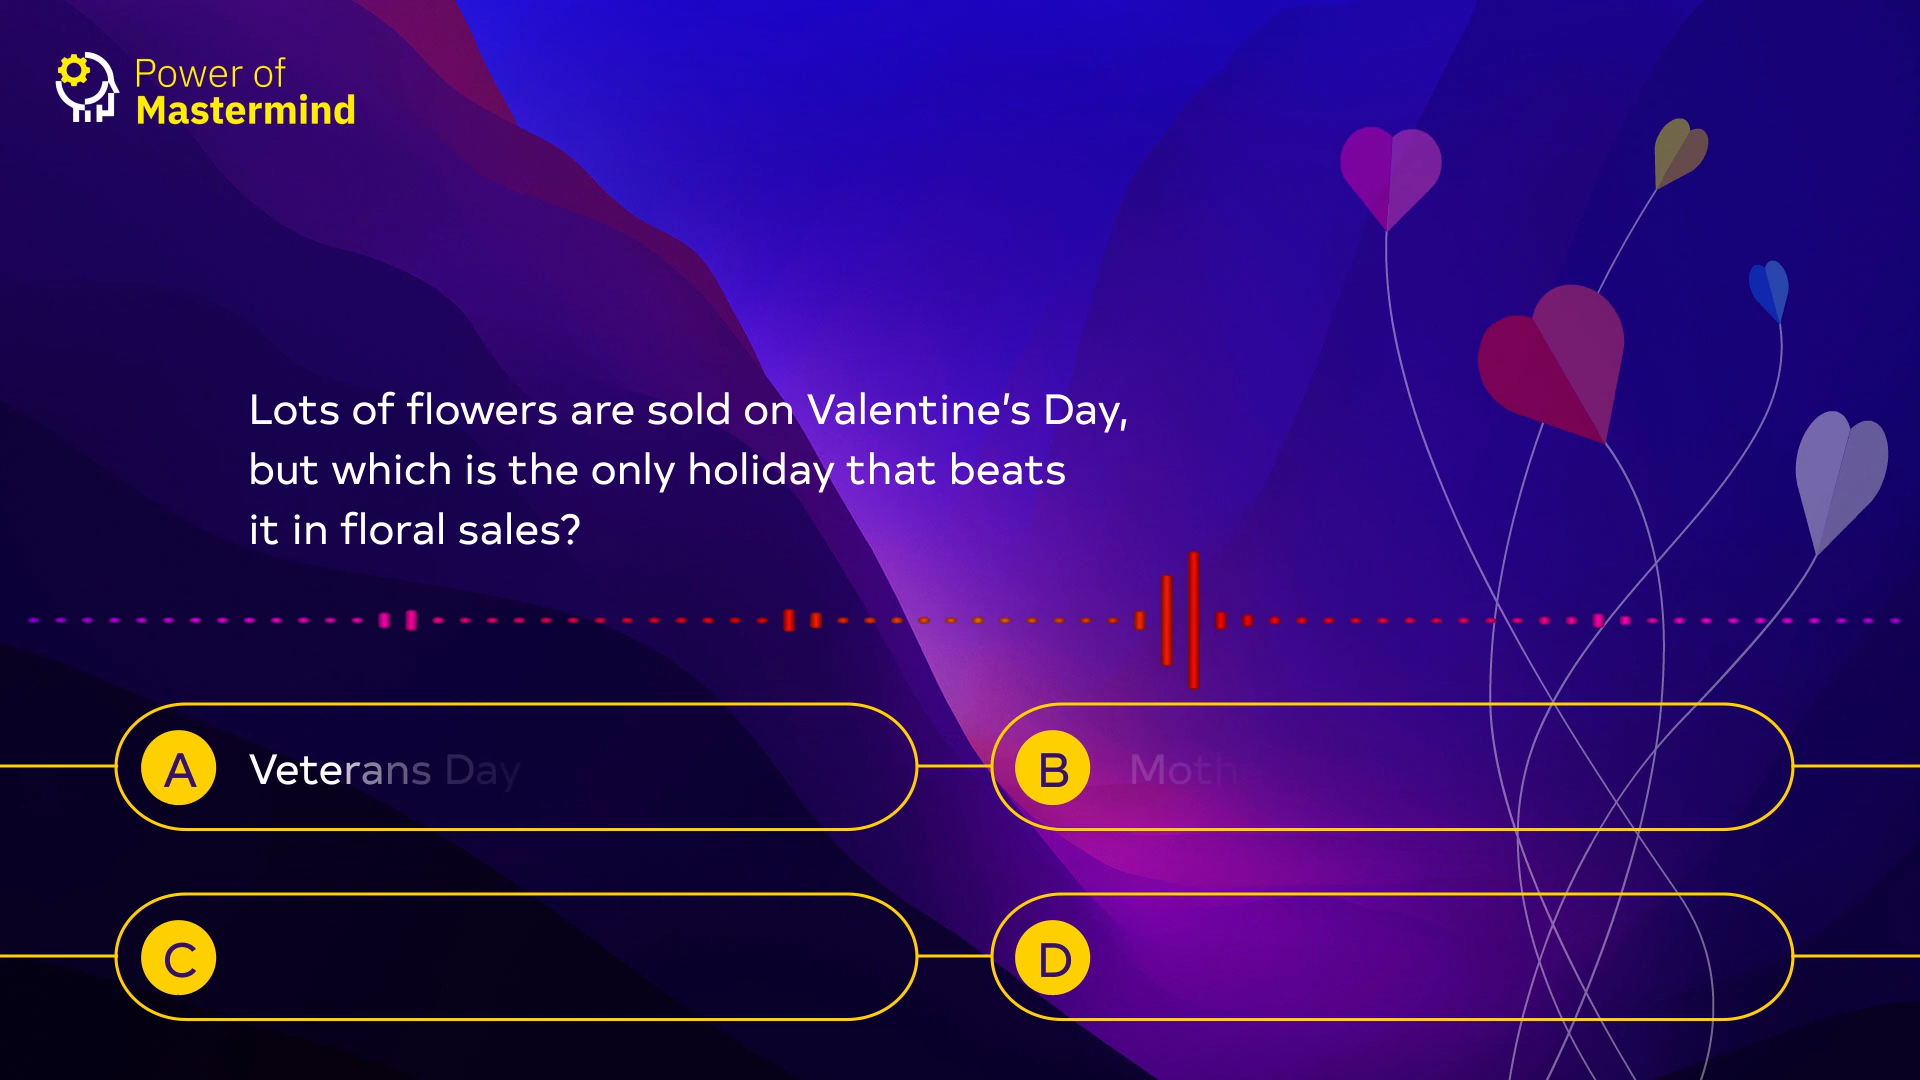 Power of
Mastermind
Lots of flowers are sold on Valentine’s Day,
but which is the only holiday that beats
it in floral sales?
A Veterans Day
B Moth
C
D